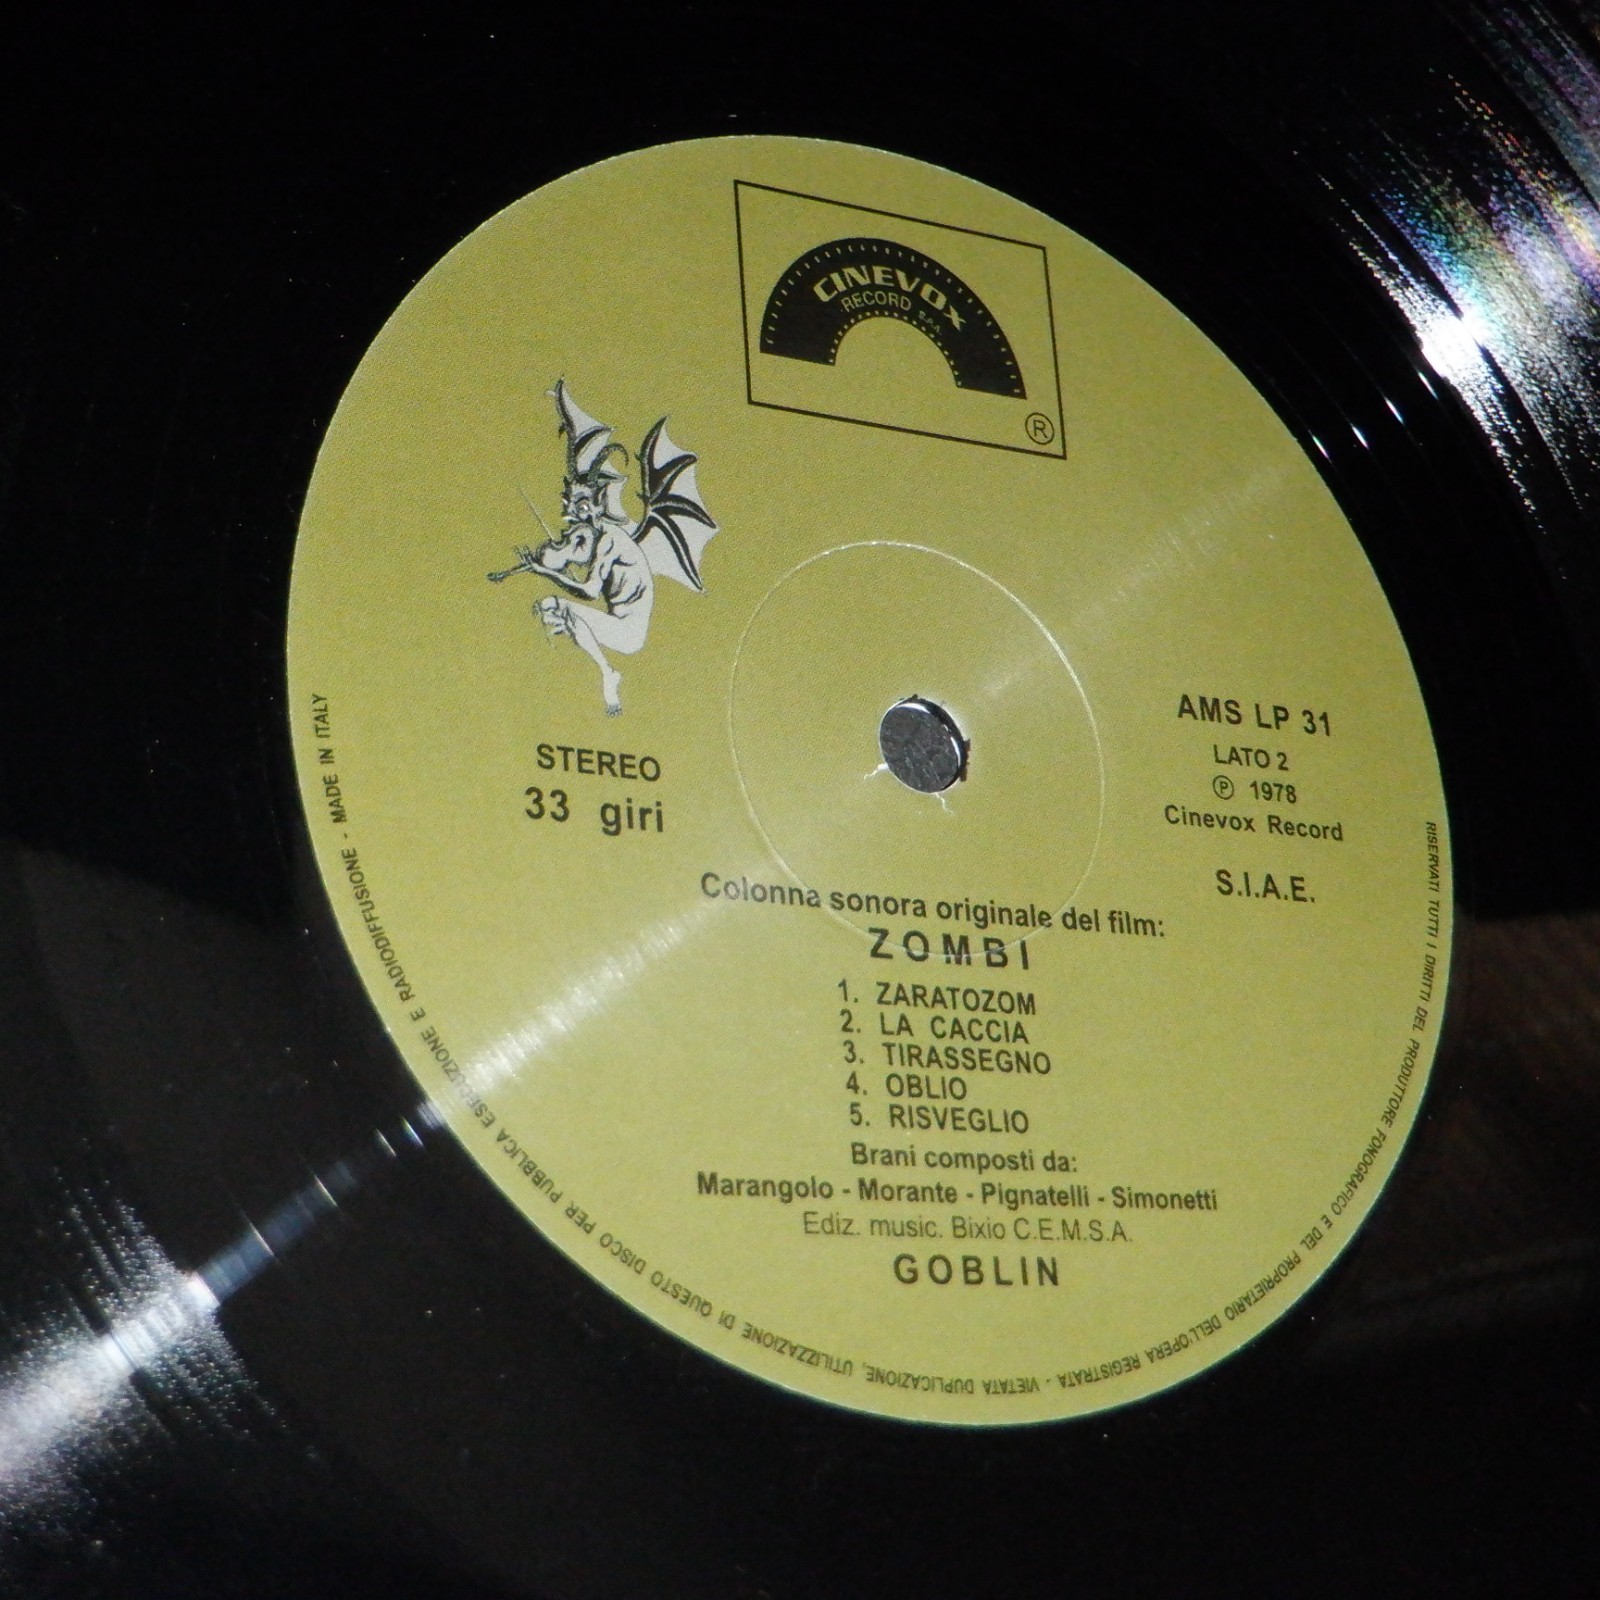 CINEVOX
RECORD S.P.A.
®
STEREO
33 giri
AMS LP 31
LATO 2
℗ 1978
Cinevox Record
S.I.A.E.
Colonna sonora originale del film:
ZOMBI
1. ZARATOZOM
2. LA CACCIA
3. TIRASSEGNO
4. OBLIO
5. RISVEGLIO
Brani composti da:
Marangolo - Morante - Pignatelli - Simonetti
Ediz. music. Bixio C.E.M.S.A.
GOBLIN
RISERVATI TUTTI I DIRITTI DEL PRODUTTORE FONOGRAFICO E DEL PROPRIETARIO DELL'OPERA REGISTRATA - VIETATA DUPLICAZIONE, UTILIZZAZIONE DI QUESTO DISCO PER PUBBLICA ESECUZIONE E RADIODIFFUSIONE - MADE IN ITALY